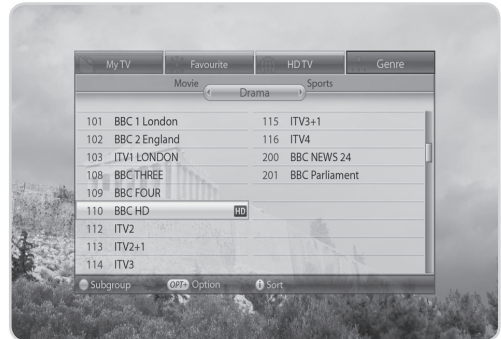 My TV Favourite HD TV Genre
Movie Drama Sports
101 BBC 1 London
102 BBC 2 England
103 ITV1 LONDON
108 BBC THREE
109 BBC FOUR
110 BBC HD HD
112 ITV2
113 ITV2+1
114 ITV3
115 ITV3+1
116 ITV4
200 BBC NEWS 24
201 BBC Parliament
Subgroup OPT+ Option i Sort